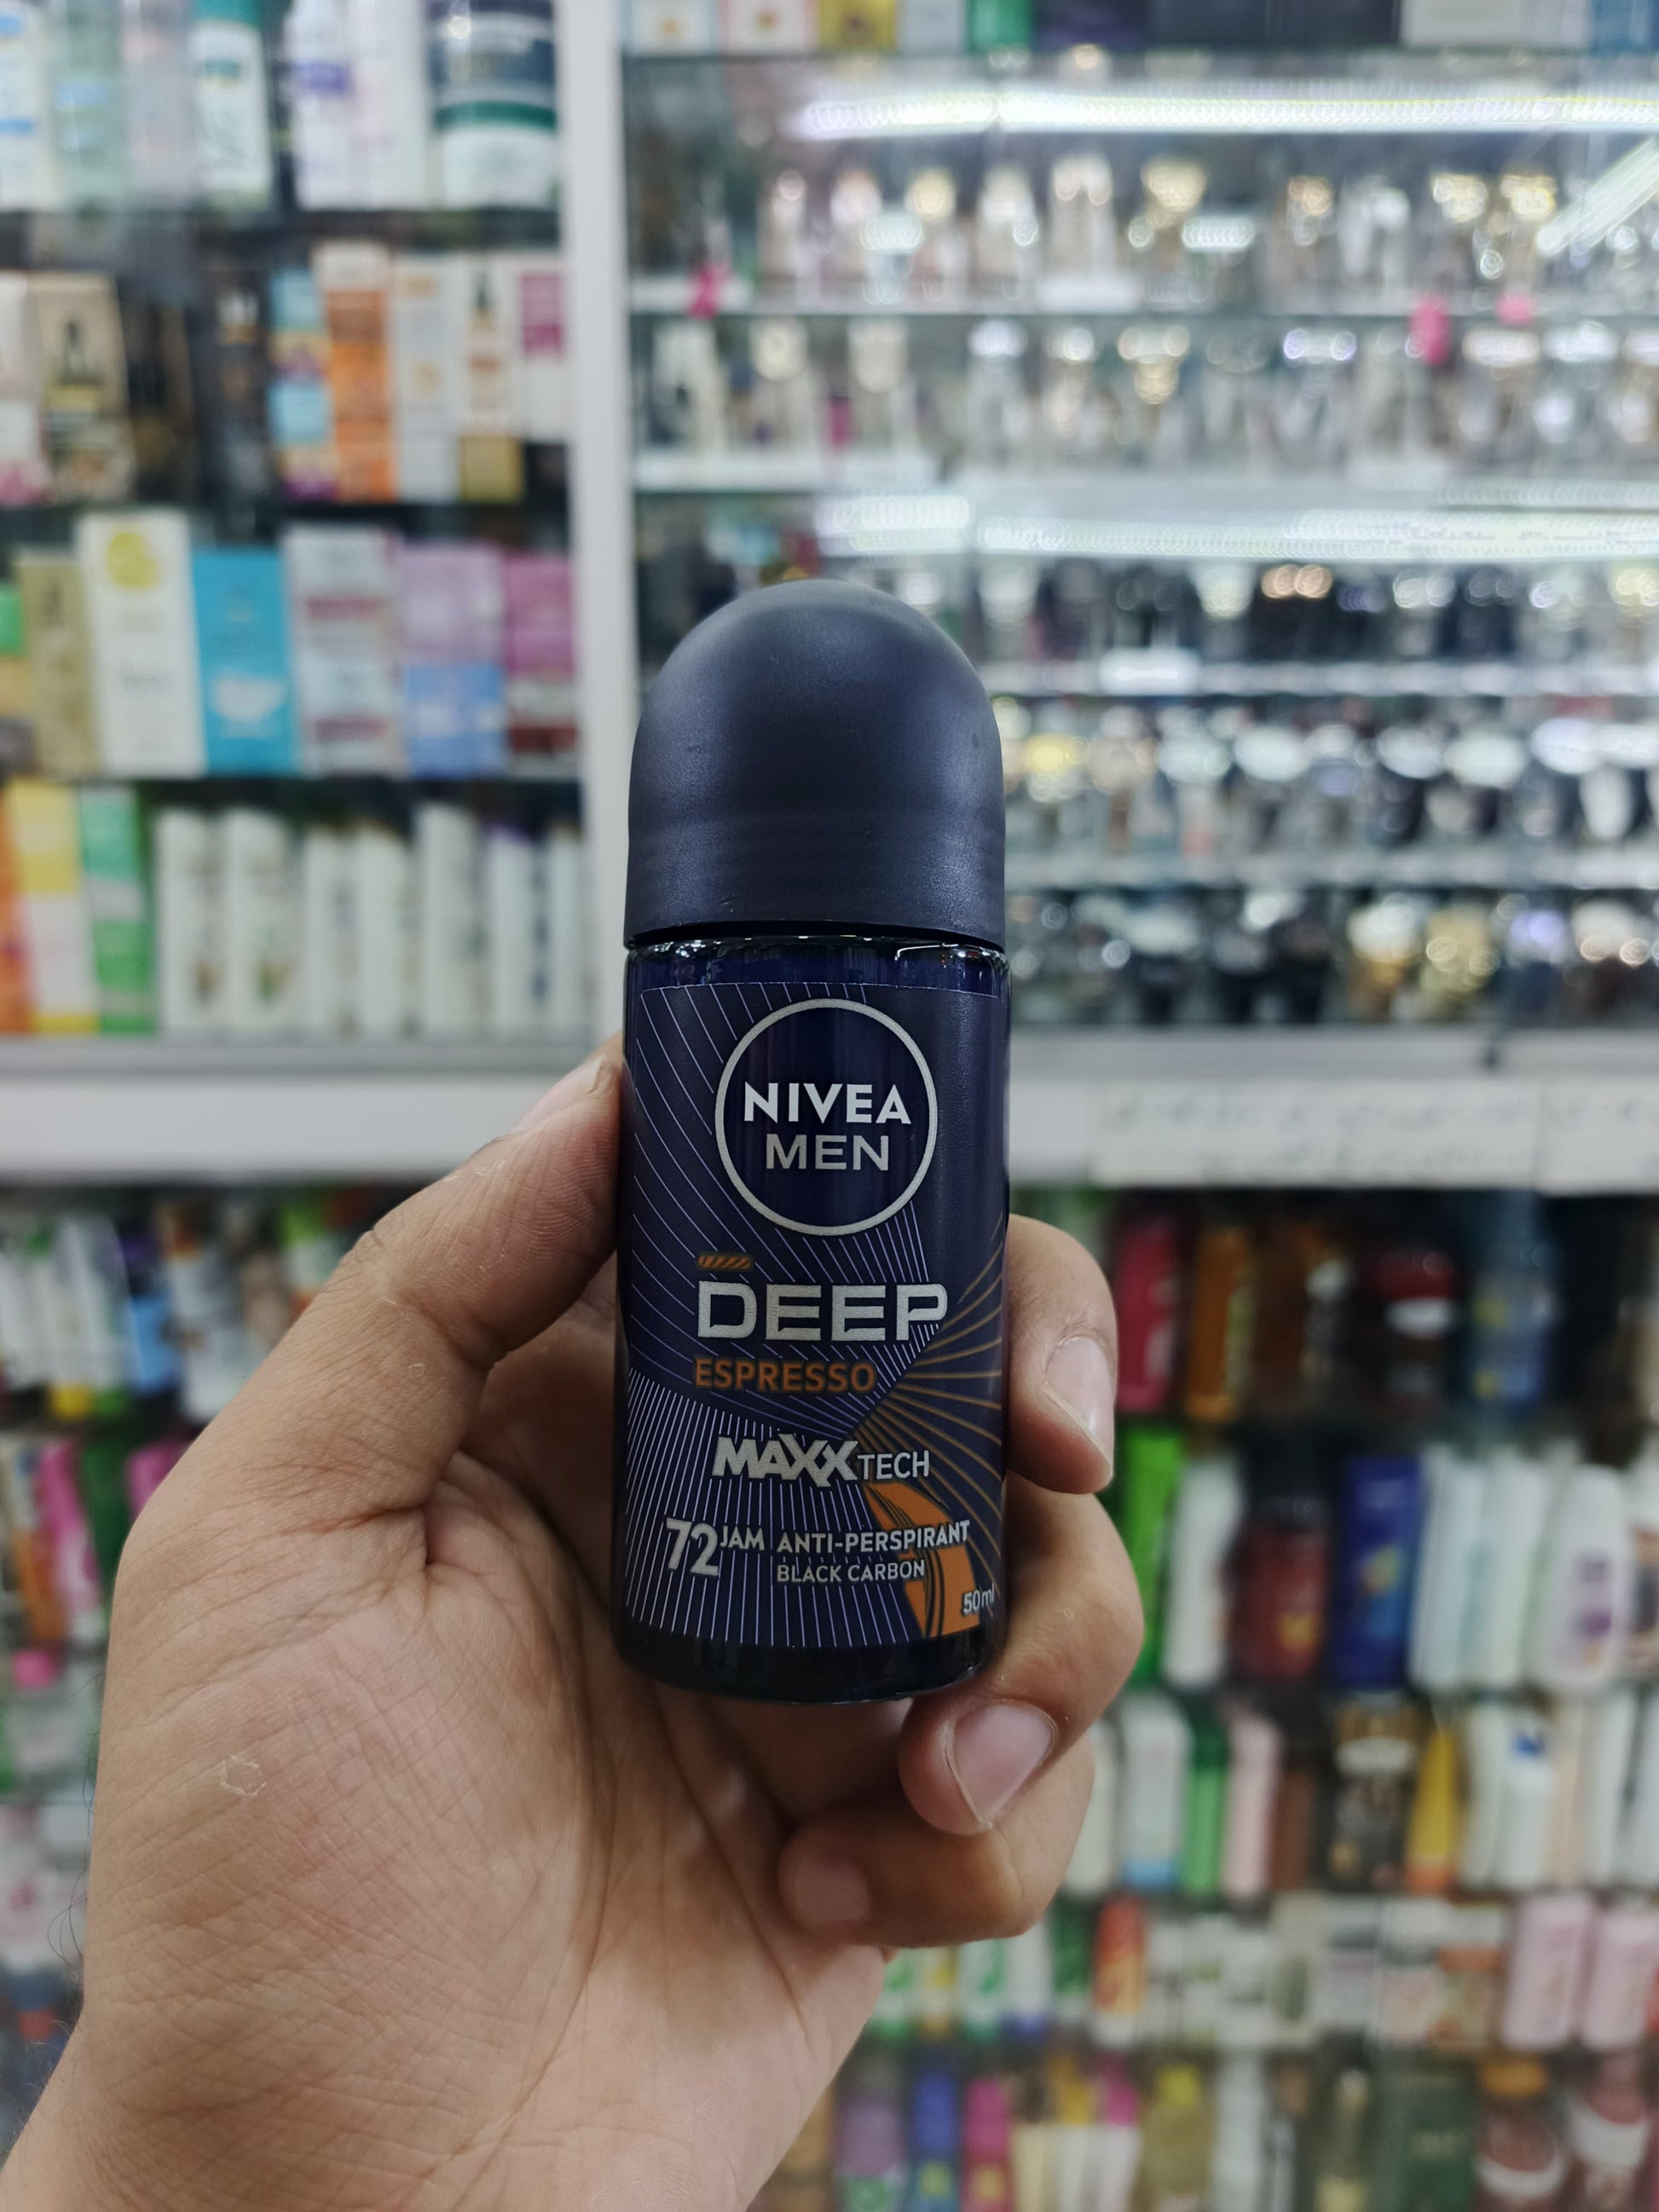 NIVEA
MEN
DEEP
ESPRESSO
MAXXTECH
72 JAM ANTI-PERSPIRANT
BLACK CARBON
50ml